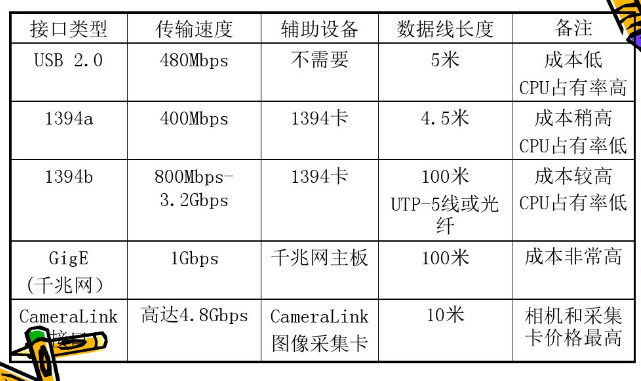 接口类型 传输速度 辅助设备 数据线长度 备注
USB 2.0 480Mbps 不需要 5米 成本低
CPU占有率高
1394a 400Mbps 1394卡 4.5米 成本稍高
CPU占有率低
1394b 800Mbps- 1394卡 100米 成本较高
3.2Gbps UTP-5线或光 CPU占有率低
纤
GigE 1Gbps 千兆网主板 100米 成本非常高
(千兆网)
CameraLink 高达4.8Gbps CameraLink 10米 相机和采集
接口 图像采集卡 卡价格最高